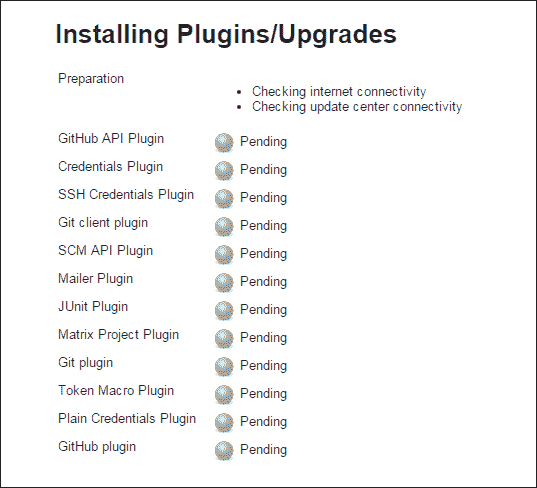 Installing Plugins/Upgrades
Preparation
Checking internet connectivity
Checking update center connectivity
GitHub API Plugin Pending
Credentials Plugin Pending
SSH Credentials Plugin Pending
Git client plugin Pending
SCM API Plugin Pending
Mailer Plugin Pending
JUnit Plugin Pending
Matrix Project Plugin Pending
Git plugin Pending
Token Macro Plugin Pending
Plain Credentials Plugin Pending
GitHub plugin Pending